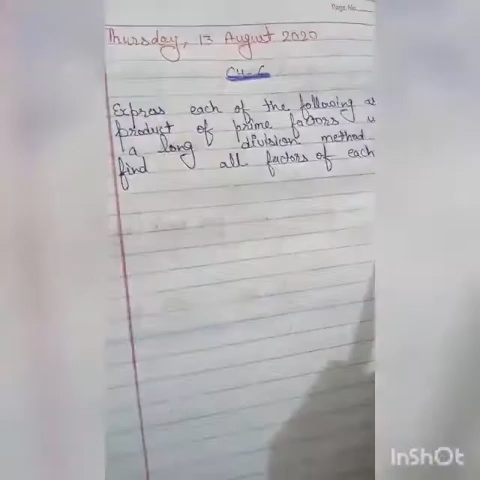 Page No.
Thursday, 13 August 2020
CH-6
Expras each of the following as
product of prime factors u
a long division method
find all factors of each
InShOt